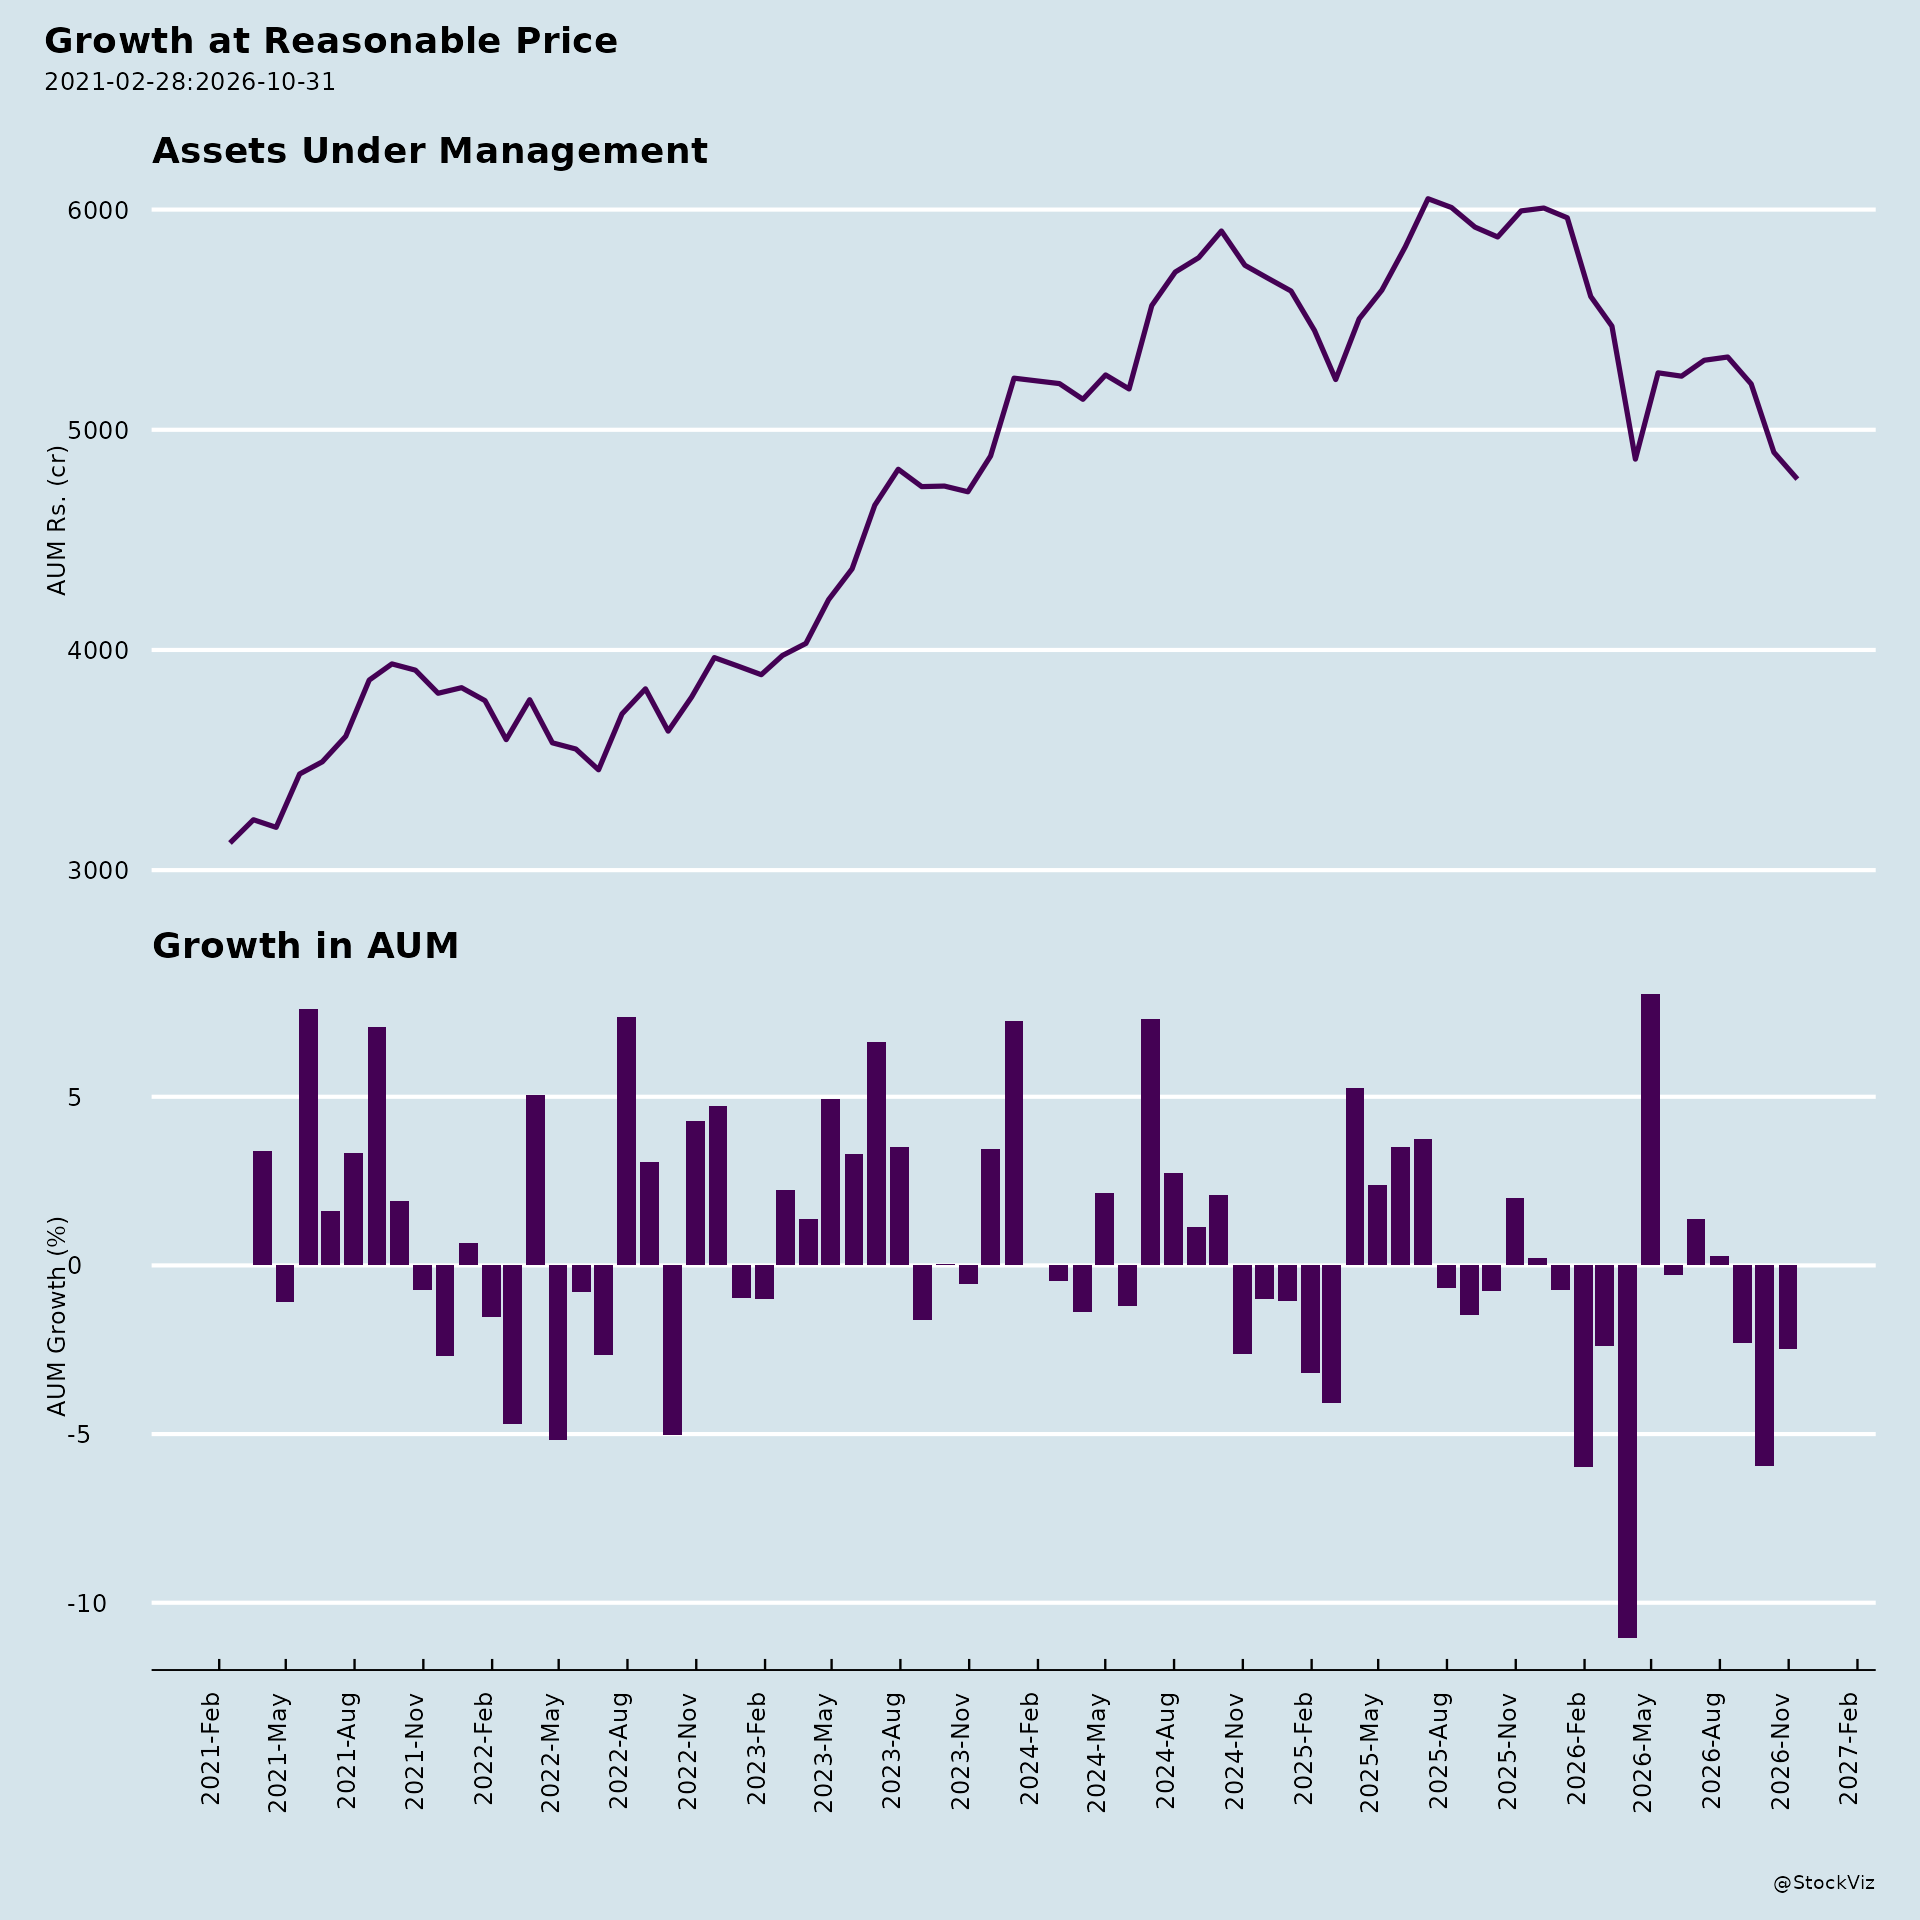 Growth at Reasonable Price
2021-02-28:2026-10-31
Assets Under Management
6000
5000
4000
3000
AUM Rs. (cr)
Growth in AUM
5
0
-5
-10
AUM Growth (%)
2021-Feb
2021-May
2021-Aug
2021-Nov
2022-Feb
2022-May
2022-Aug
2022-Nov
2023-Feb
2023-May
2023-Aug
2023-Nov
2024-Feb
2024-May
2024-Aug
2024-Nov
2025-Feb
2025-May
2025-Aug
2025-Nov
2026-Feb
2026-May
2026-Aug
2026-Nov
2027-Feb
@StockViz